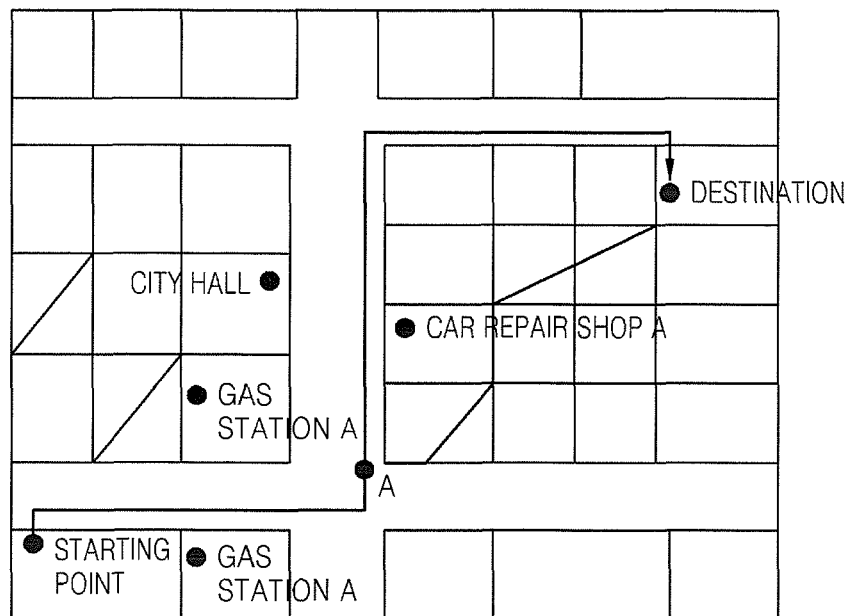 DESTINATION
CITY HALL
CAR REPAIR SHOP A
GAS
STATION A
A
STARTING
POINT
GAS
STATION A